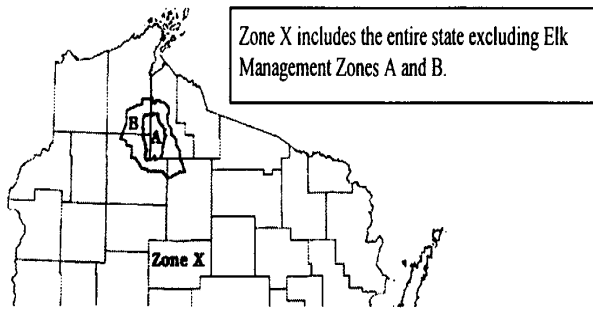 Zone X includes the entire state excluding Elk
Management Zones A and B.
B
A
Zone X